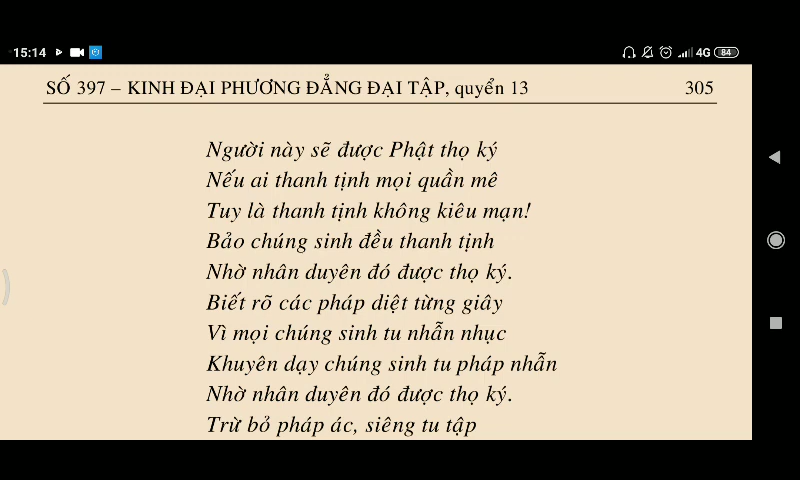 15:14 4G 84
SỐ 397 – KINH ĐẠI PHƯƠNG ĐẲNG ĐẠI TẬP, quyển 13 305
Người này sẽ được Phật thọ ký
Nếu ai thanh tịnh mọi quần mê
Tuy là thanh tịnh không kiêu mạn!
Bảo chúng sinh đều thanh tịnh
Nhờ nhân duyên đó được thọ ký.
Biết rõ các pháp diệt từng giây
Vì mọi chúng sinh tu nhẫn nhục
Khuyên dạy chúng sinh tu pháp nhẫn
Nhờ nhân duyên đó được thọ ký.
Trừ bỏ pháp ác, siêng tu tập